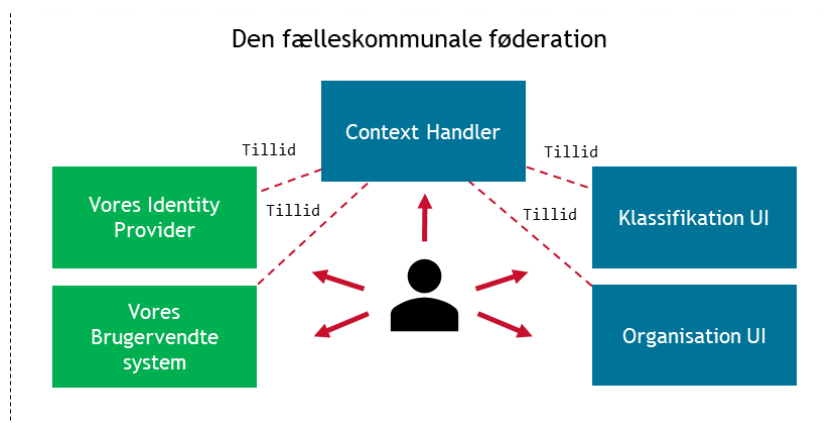 Den fælleskommunale føderation
Context Handler
Tillid
Tillid
Vores Identity
Provider
Tillid
Tillid
Klassifikation UI
Vores
Brugervendte
system
Organisation UI